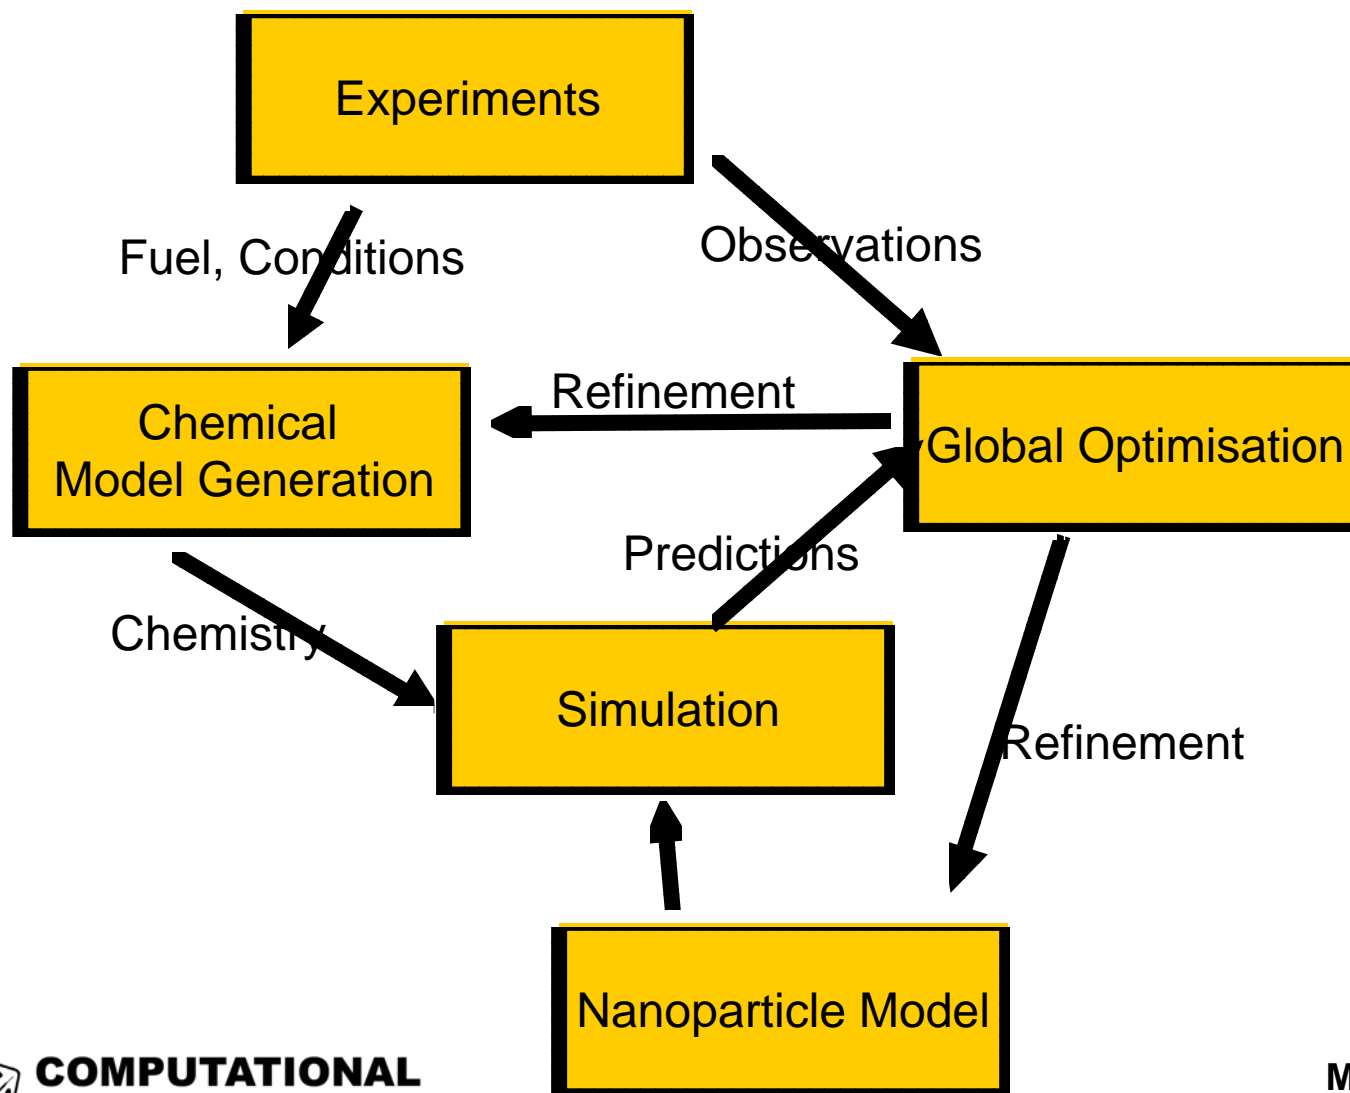 Experiments
Fuel, Conditions
Observations
Refinement
Chemical
Model Generation
Global Optimisation
Predictions
Chemistry
Simulation
Refinement
Nanoparticle Model
COMPUTATIONAL
M